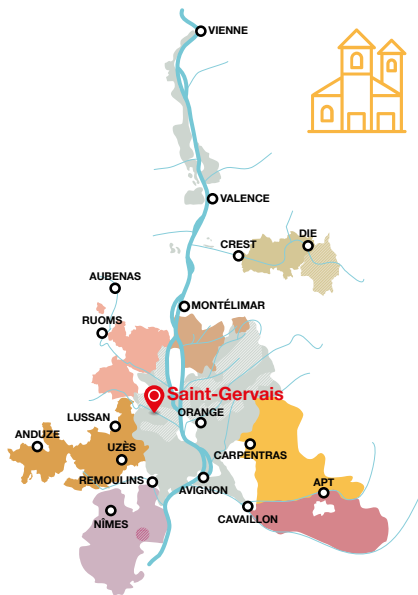 VIENNE
VALENCE
CREST
DIE
AUBENAS
MONTÉLIMAR
RUOMS
Saint-Gervais
LUSSAN
ORANGE
ANDUZE
UZÈS
CARPENTRAS
REMOULINS
AVIGNON
APT
NÎMES
CAVAILLON